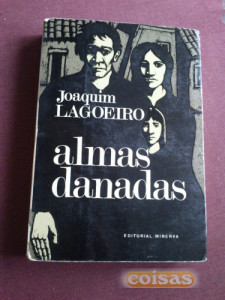 Joaquim
LAGOEIRO
almas
danadas
EDITORIAL MINERVA
coisas